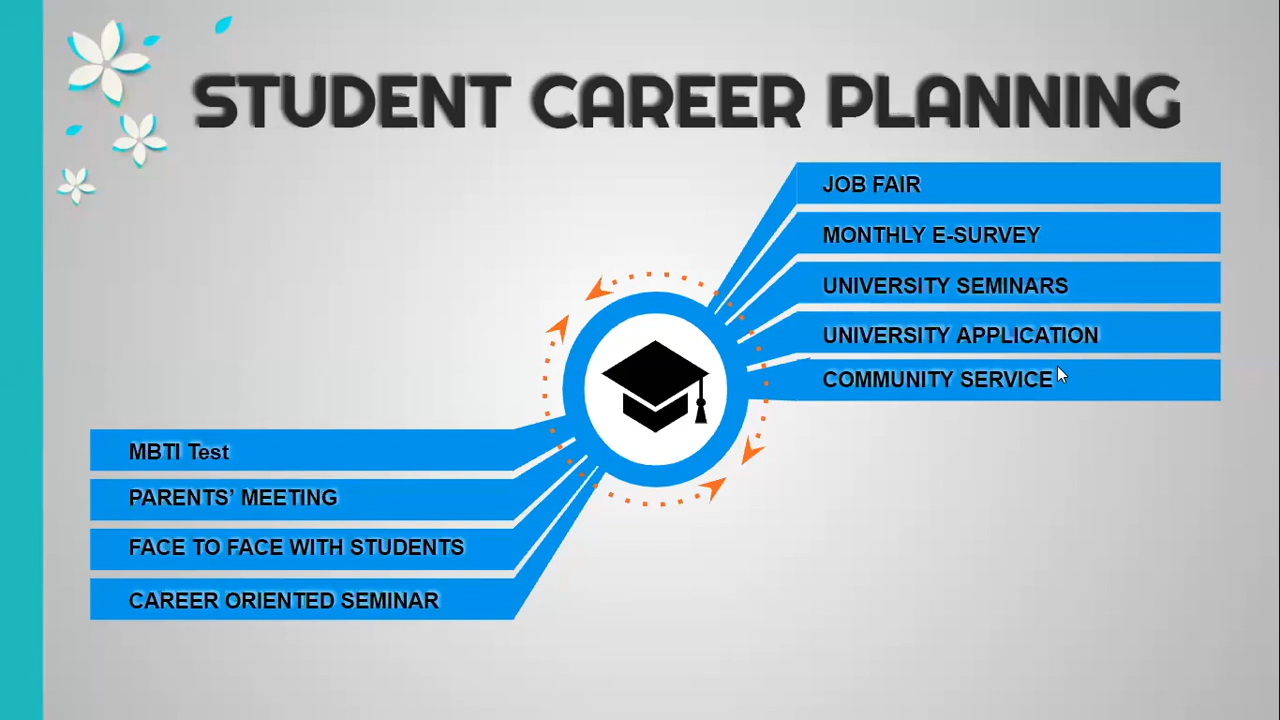 STUDENT CAREER PLANNING
JOB FAIR
MONTHLY E-SURVEY
UNIVERSITY SEMINARS
UNIVERSITY APPLICATION
COMMUNITY SERVICE
MBTI Test
PARENTS’ MEETING
FACE TO FACE WITH STUDENTS
CAREER ORIENTED SEMINAR